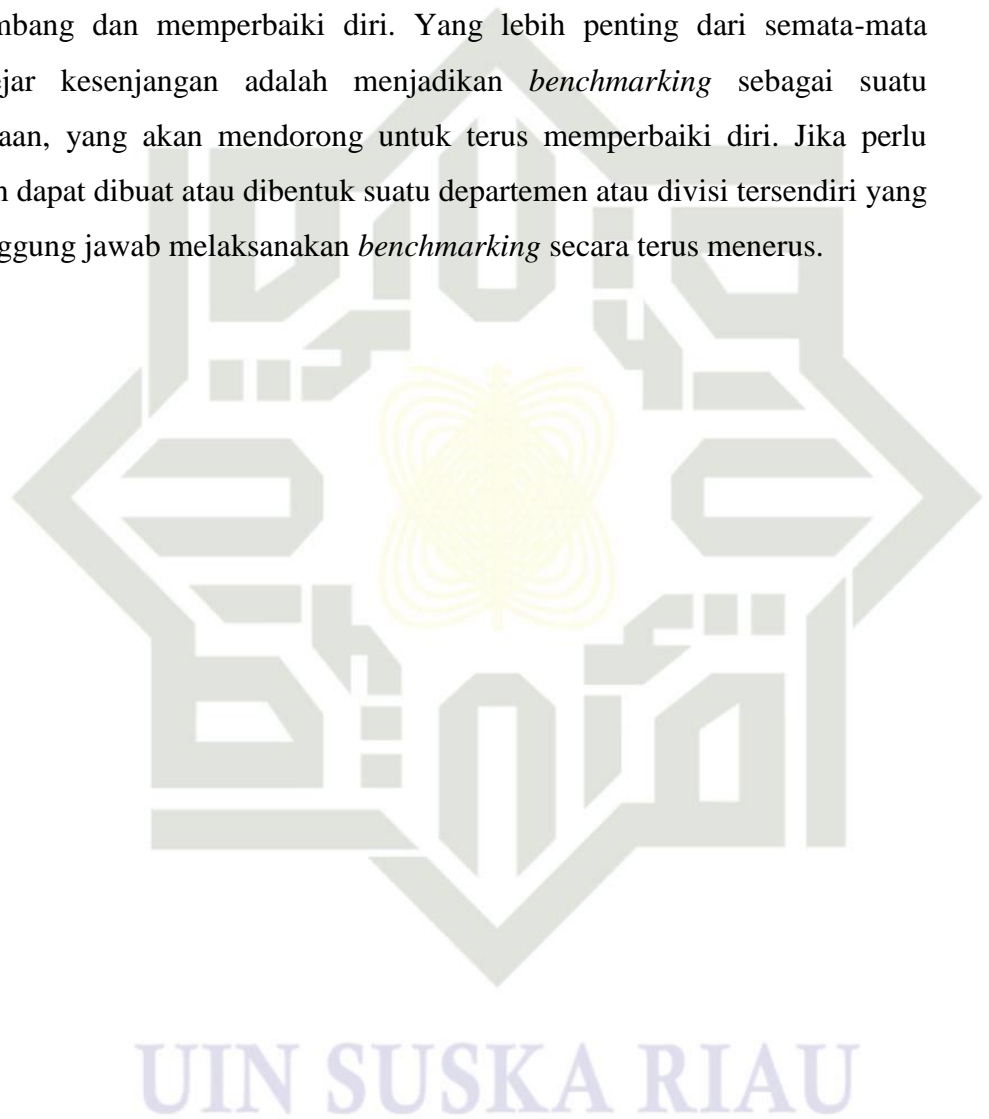 mbang dan memperbaiki diri. Yang lebih penting dari semata-mata
ejar kesenjangan adalah menjadikan benchmarking sebagai suatu
aan, yang akan mendorong untuk terus memperbaiki diri. Jika perlu
n dapat dibuat atau dibentuk suatu departemen atau divisi tersendiri yang
ggung jawab melaksanakan benchmarking secara terus menerus.
UIN SUSKA RIAU